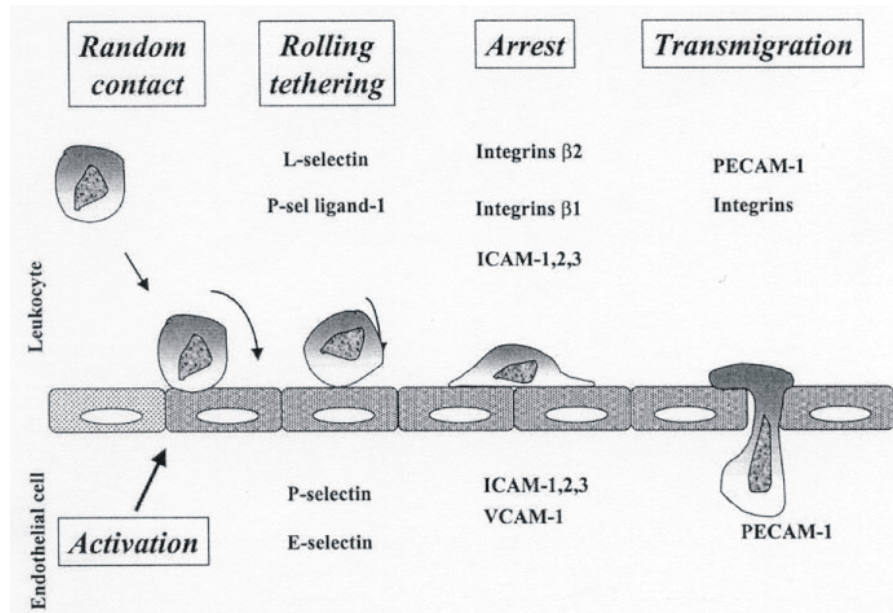 Random
contact
Rolling
tethering
Arrest
Transmigration
L-selectin
P-sel ligand-1
Integrins β2
Integrins β1
ICAM-1,2,3
PECAM-1
Integrins
Leukocyte
Endothelial cell
Activation
P-selectin
E-selectin
ICAM-1,2,3
VCAM-1
PECAM-1